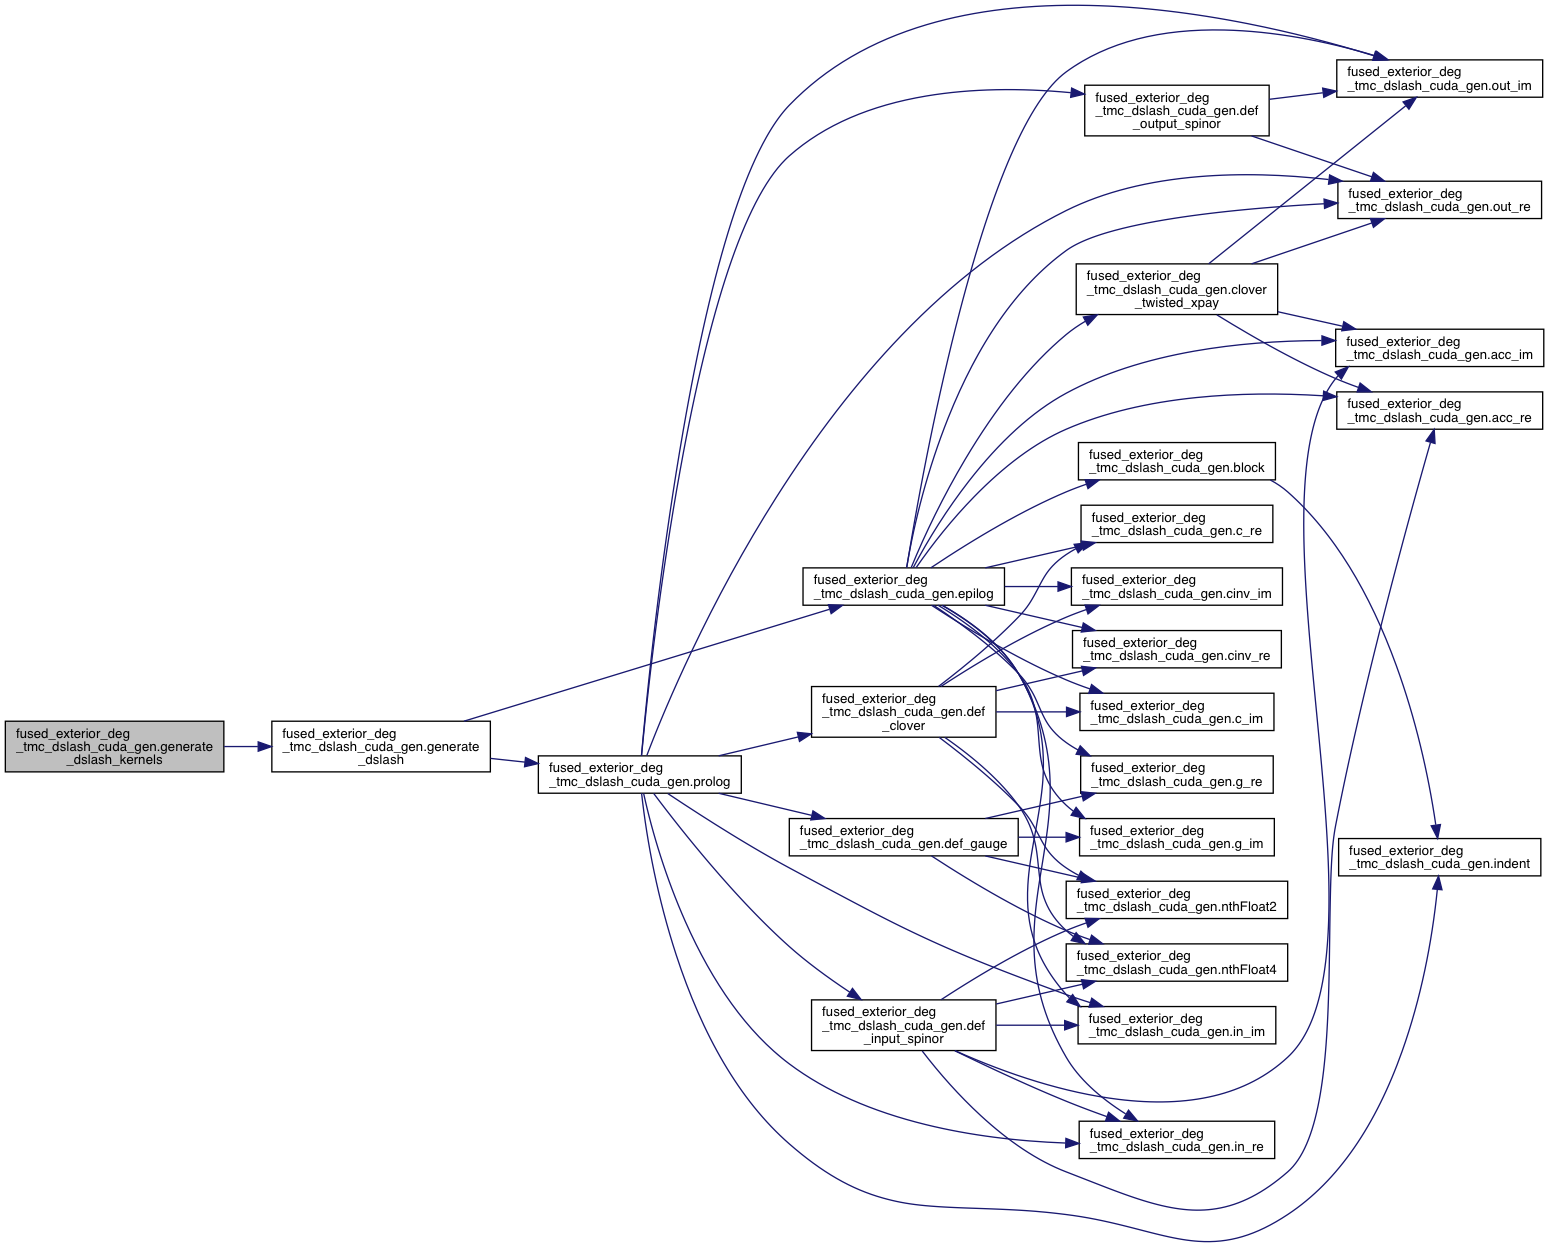 fused_exterior_deg
_tmc_dslash_cuda_gen.generate
_dslash_kernels
fused_exterior_deg
_tmc_dslash_cuda_gen.generate
_dslash
fused_exterior_deg
_tmc_dslash_cuda_gen.prolog
fused_exterior_deg
_tmc_dslash_cuda_gen.epilog
fused_exterior_deg
_tmc_dslash_cuda_gen.def
_clover
fused_exterior_deg
_tmc_dslash_cuda_gen.def_gauge
fused_exterior_deg
_tmc_dslash_cuda_gen.def
_input_spinor
fused_exterior_deg
_tmc_dslash_cuda_gen.def
_output_spinor
fused_exterior_deg
_tmc_dslash_cuda_gen.clover
_twisted_xpay
fused_exterior_deg
_tmc_dslash_cuda_gen.block
fused_exterior_deg
_tmc_dslash_cuda_gen.c_re
fused_exterior_deg
_tmc_dslash_cuda_gen.cinv_im
fused_exterior_deg
_tmc_dslash_cuda_gen.cinv_re
fused_exterior_deg
_tmc_dslash_cuda_gen.c_im
fused_exterior_deg
_tmc_dslash_cuda_gen.g_re
fused_exterior_deg
_tmc_dslash_cuda_gen.g_im
fused_exterior_deg
_tmc_dslash_cuda_gen.nthFloat2
fused_exterior_deg
_tmc_dslash_cuda_gen.nthFloat4
fused_exterior_deg
_tmc_dslash_cuda_gen.in_im
fused_exterior_deg
_tmc_dslash_cuda_gen.in_re
fused_exterior_deg
_tmc_dslash_cuda_gen.out_im
fused_exterior_deg
_tmc_dslash_cuda_gen.out_re
fused_exterior_deg
_tmc_dslash_cuda_gen.acc_im
fused_exterior_deg
_tmc_dslash_cuda_gen.acc_re
fused_exterior_deg
_tmc_dslash_cuda_gen.indent